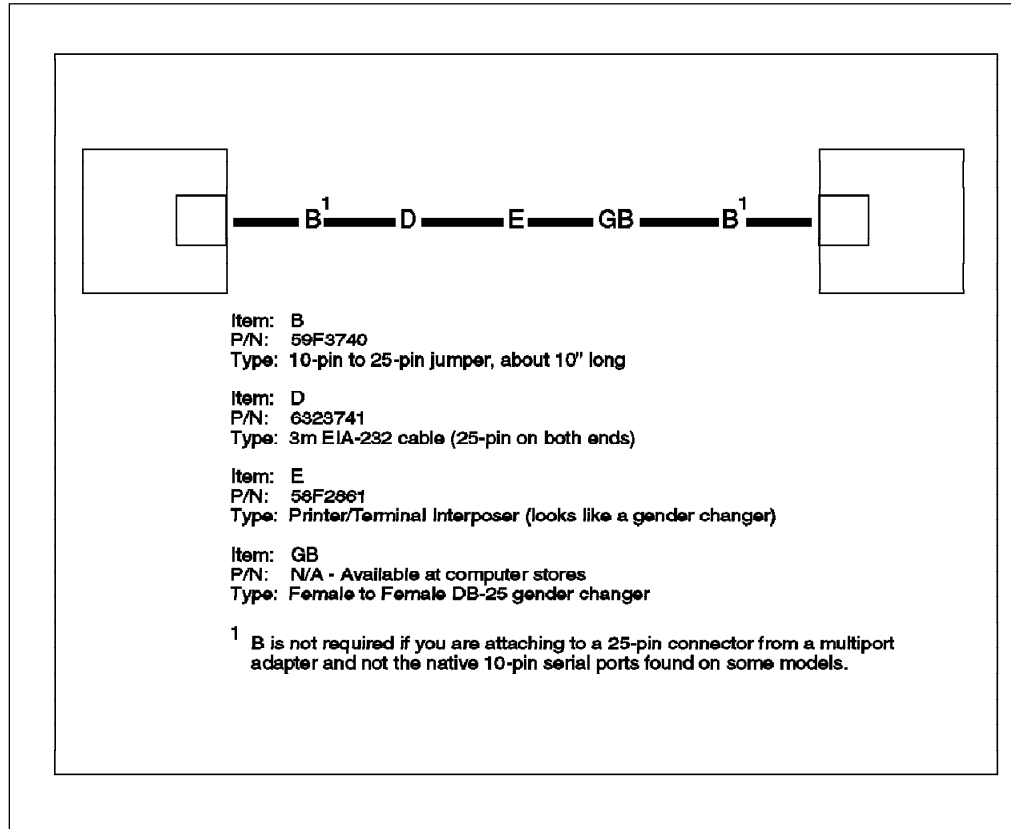 B1 D E GB B1
Item: B
P/N: 59F3740
Type: 10-pin to 25-pin jumper, about 10" long
Item: D
P/N: 6323741
Type: 3m EIA-232 cable (25-pin on both ends)
Item: E
P/N: 58F2861
Type: Printer/Terminal Interposer (looks like a gender changer)
Item: GB
P/N: N/A - Available at computer stores
Type: Female to Female DB-25 gender changer
1 B is not required if you are attaching to a 25-pin connector from a multiport
adapter and not the native 10-pin serial ports found on some models.